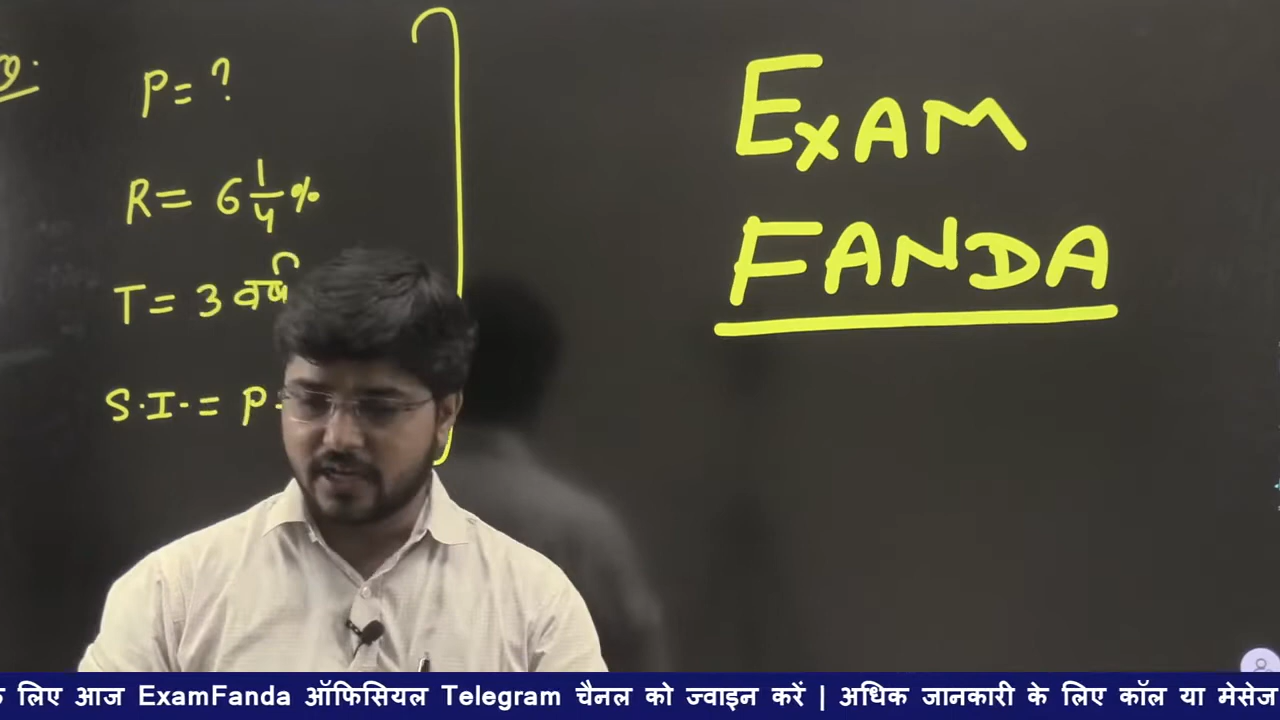 P = ?
R = 6 1/4 %
T = 3 वर्ष
S.I. = P -
EXAM
FANDA
लिए आज ExamFanda ऑफिसियल Telegram चैनल को ज्वाइन करें | अधिक जानकारी के लिए कॉल या मेसेज